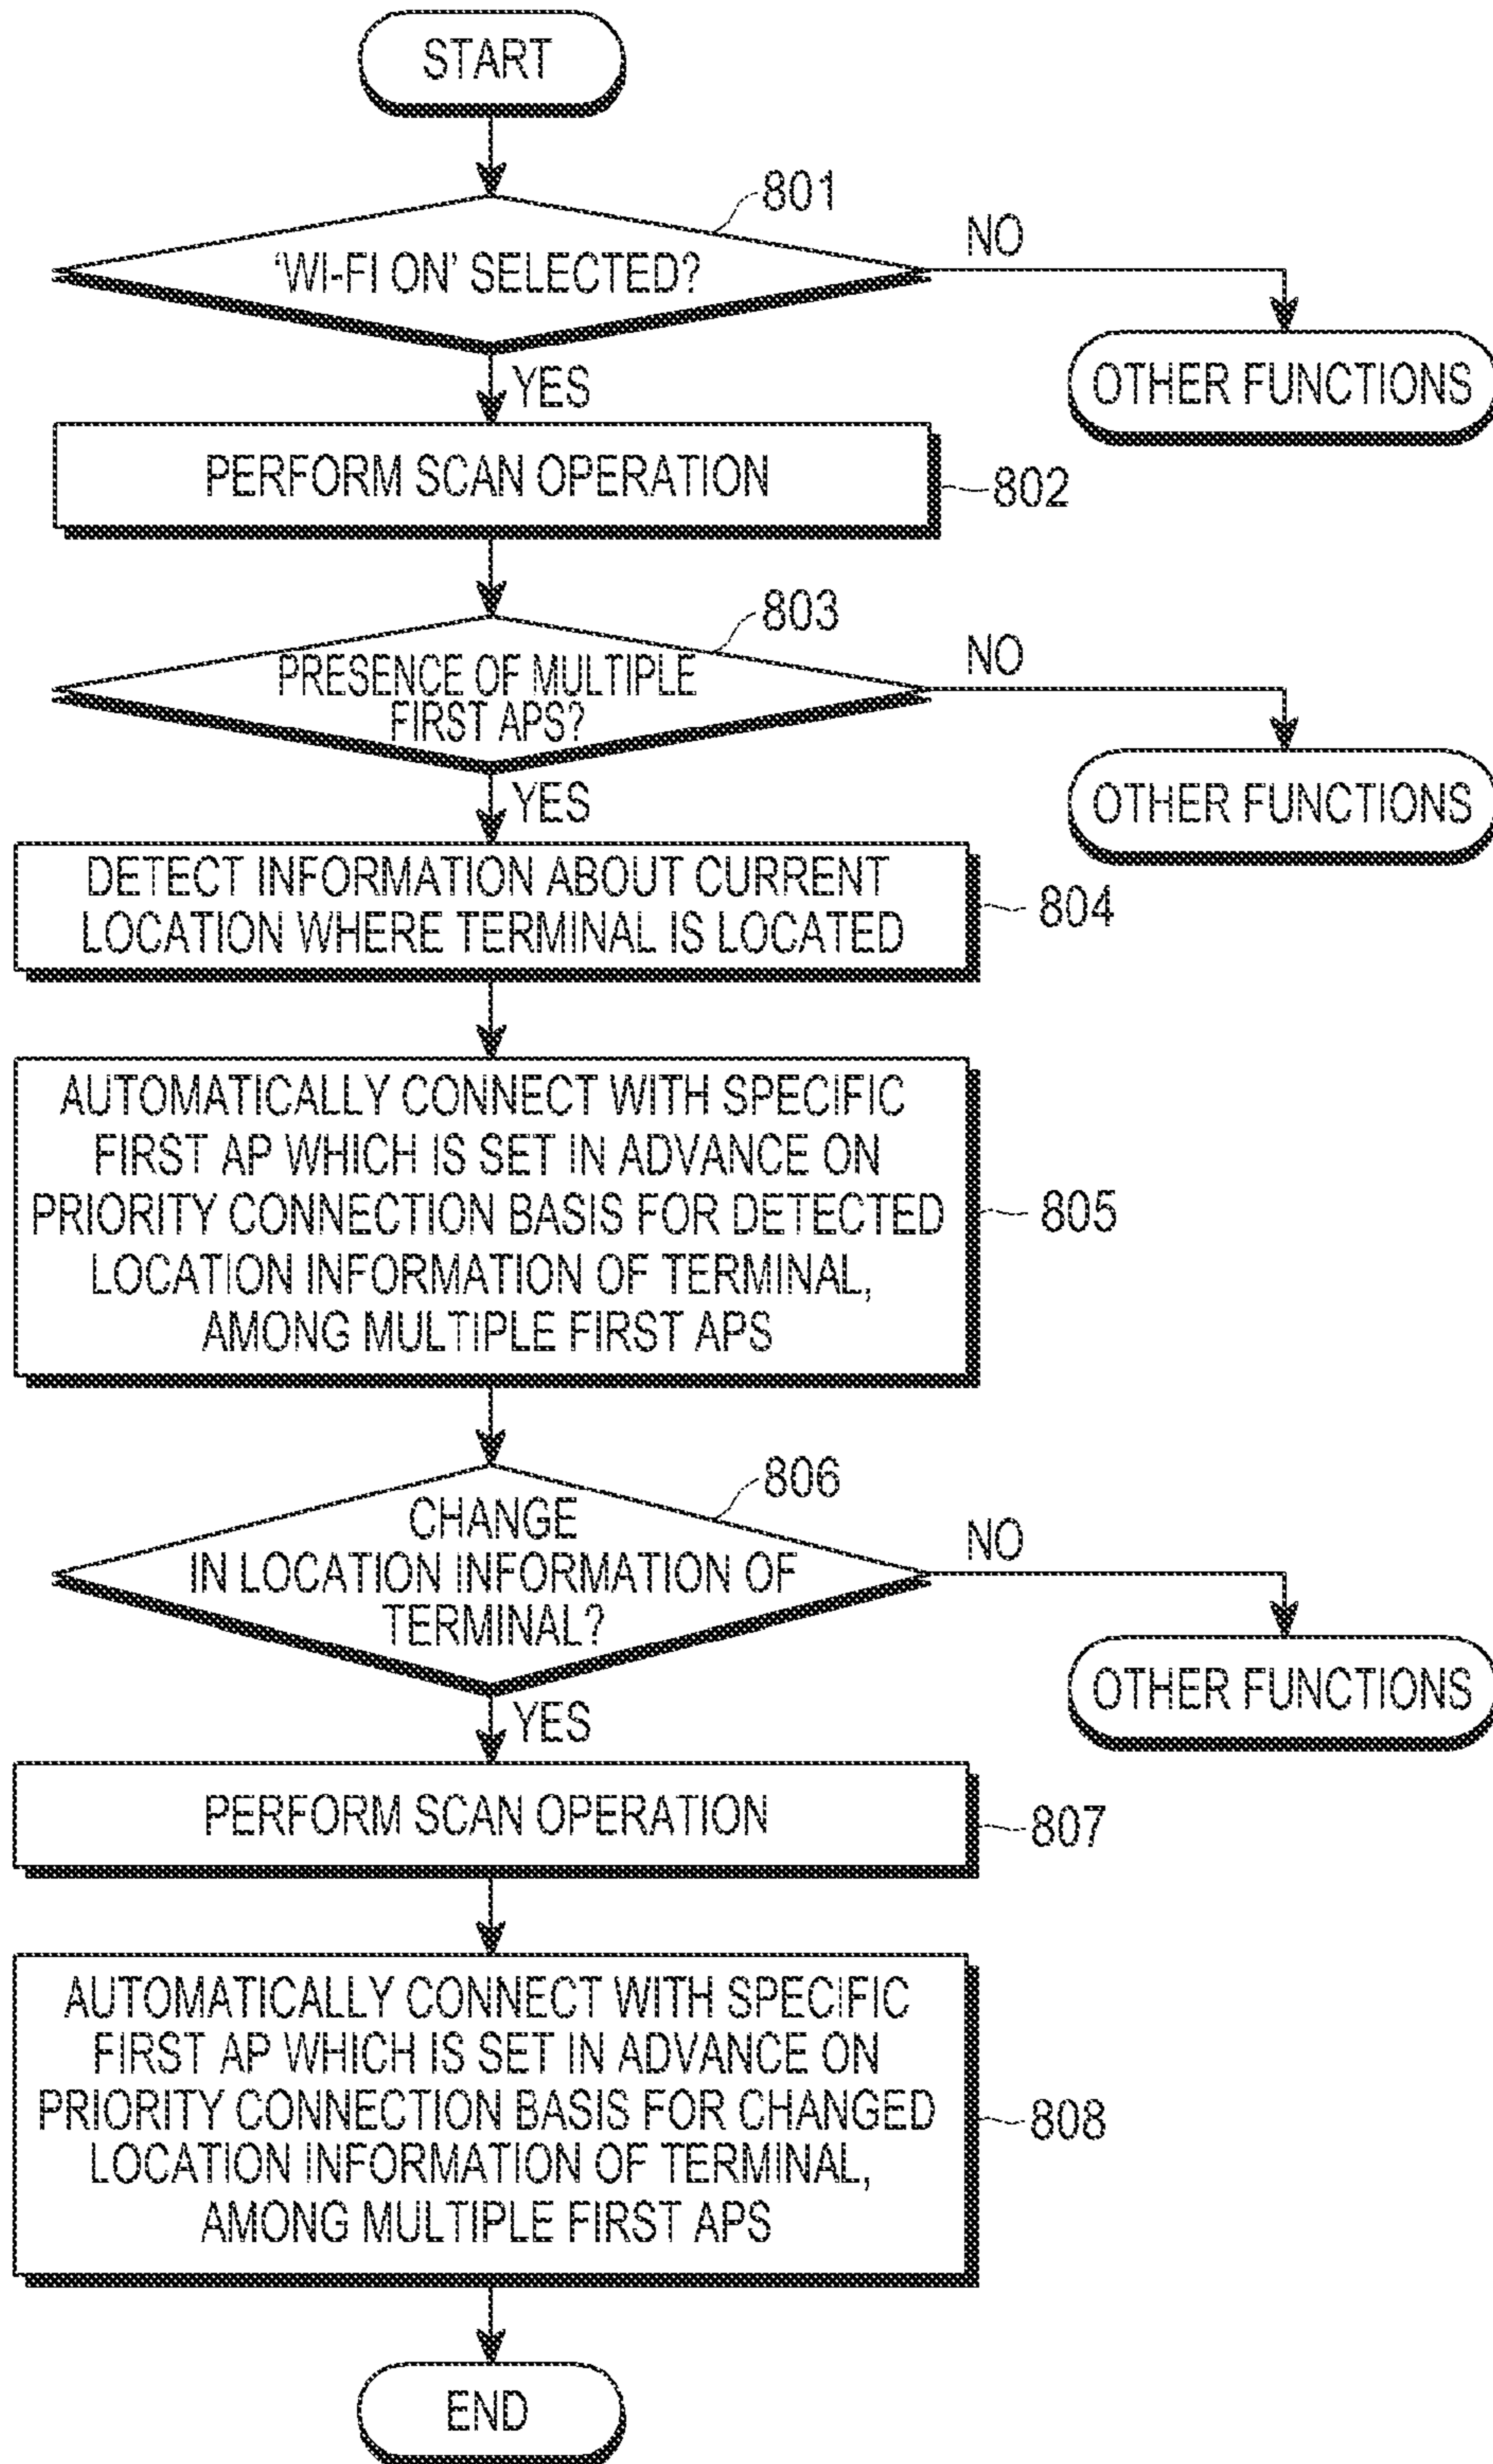 START
801
'WI-FI ON' SELECTED?
NO
OTHER FUNCTIONS
YES
PERFORM SCAN OPERATION
802
803
PRESENCE OF MULTIPLE
FIRST APS?
NO
OTHER FUNCTIONS
YES
DETECT INFORMATION ABOUT CURRENT
LOCATION WHERE TERMINAL IS LOCATED
804
AUTOMATICALLY CONNECT WITH SPECIFIC
FIRST AP WHICH IS SET IN ADVANCE ON
PRIORITY CONNECTION BASIS FOR DETECTED
LOCATION INFORMATION OF TERMINAL,
AMONG MULTIPLE FIRST APS
805
806
CHANGE
IN LOCATION INFORMATION OF
TERMINAL?
NO
OTHER FUNCTIONS
YES
PERFORM SCAN OPERATION
807
AUTOMATICALLY CONNECT WITH SPECIFIC
FIRST AP WHICH IS SET IN ADVANCE ON
PRIORITY CONNECTION BASIS FOR CHANGED
LOCATION INFORMATION OF TERMINAL,
AMONG MULTIPLE FIRST APS
808
END